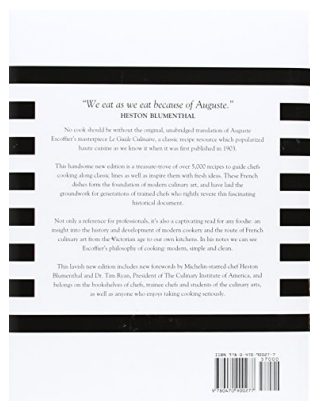 “We eat as we eat because of Auguste.”
HESTON BLUMENTHAL
No cook should be without the original, unabridged translation of Auguste
Escoffier's masterpiece Le Guide Culinaire, a classic recipe resource which popularized
haute cuisine as we know it when it was first published in 1903.
This handsome new edition is a treasure-trove of over 5,000 recipes to guide chefs
cooking along classic lines as well as inspire them with fresh ideas. These French
dishes form the foundation of modern culinary art, and have laid the
groundwork for generations of trained chefs who rightly revere this fascinating
historical document.
Not only a reference for professionals, it's also a captivating read for any foodie: an
insight into the history and development of modern cookery and the route of French
culinary art from the Victorian age to our own kitchens. In his notes we can see
Escoffier's philosophy of cooking: modern, simple and clean.
This lavish new edition includes new forewords by Michelin-starred chef Heston
Blumenthal and Dr. Tim Ryan, President of The Culinary Institute of America, and
belongs on the bookshelves of chefs, trainee chefs and students of the culinary arts,
as well as anyone who enjoys taking cooking seriously.
ISBN 978-0-470-90027-7
57000
9 780470 900277